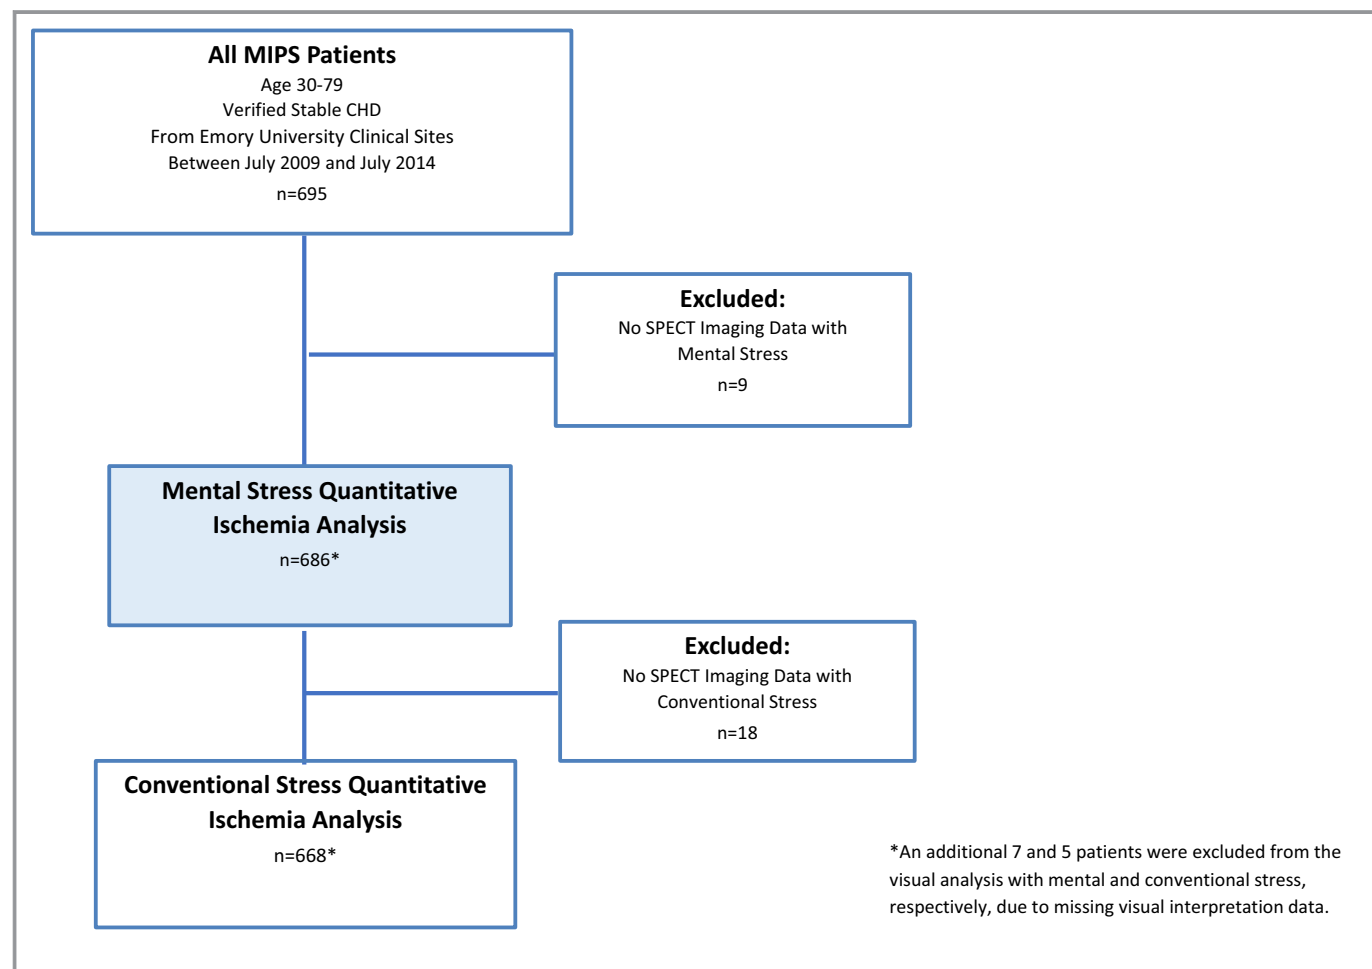 All MIPS Patients
Age 30-79
Verified Stable CHD
From Emory University Clinical Sites
Between July 2009 and July 2014
n=695
Excluded:
No SPECT Imaging Data with
Mental Stress
n=9
Mental Stress Quantitative
Ischemia Analysis
n=686*
Excluded:
No SPECT Imaging Data with
Conventional Stress
n=18
Conventional Stress Quantitative
Ischemia Analysis
n=668*
*An additional 7 and 5 patients were excluded from the
visual analysis with mental and conventional stress,
respectively, due to missing visual interpretation data.